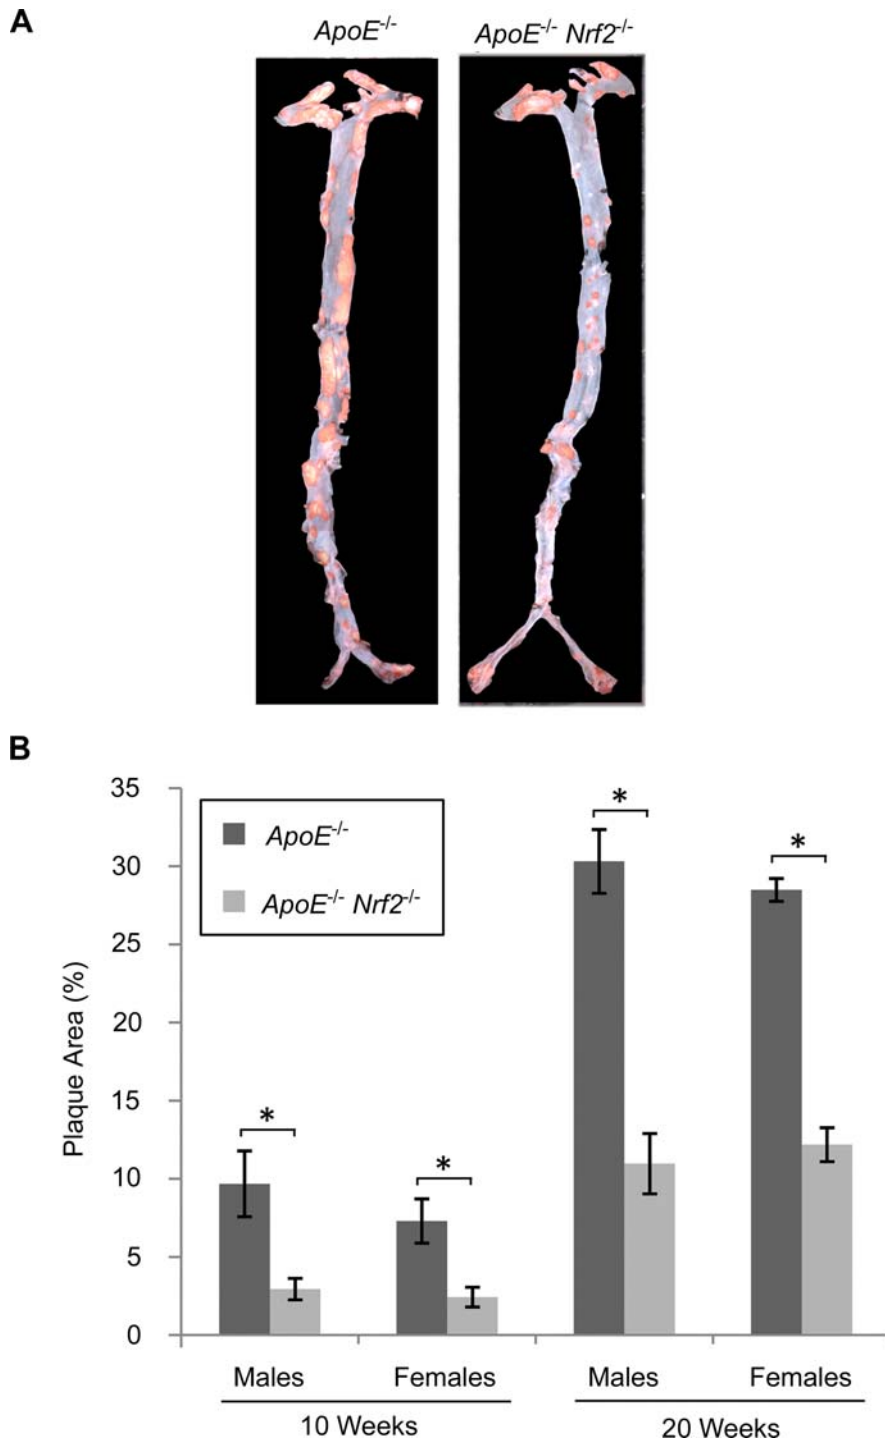 A
ApoE-/-
ApoE-/- Nrf2-/-
B
35
30
25
20
15
10
5
0
Plaque Area (%)
ApoE-/-
ApoE-/- Nrf2-/-
*
*
*
*
Males
Females
Males
Females
10 Weeks
20 Weeks